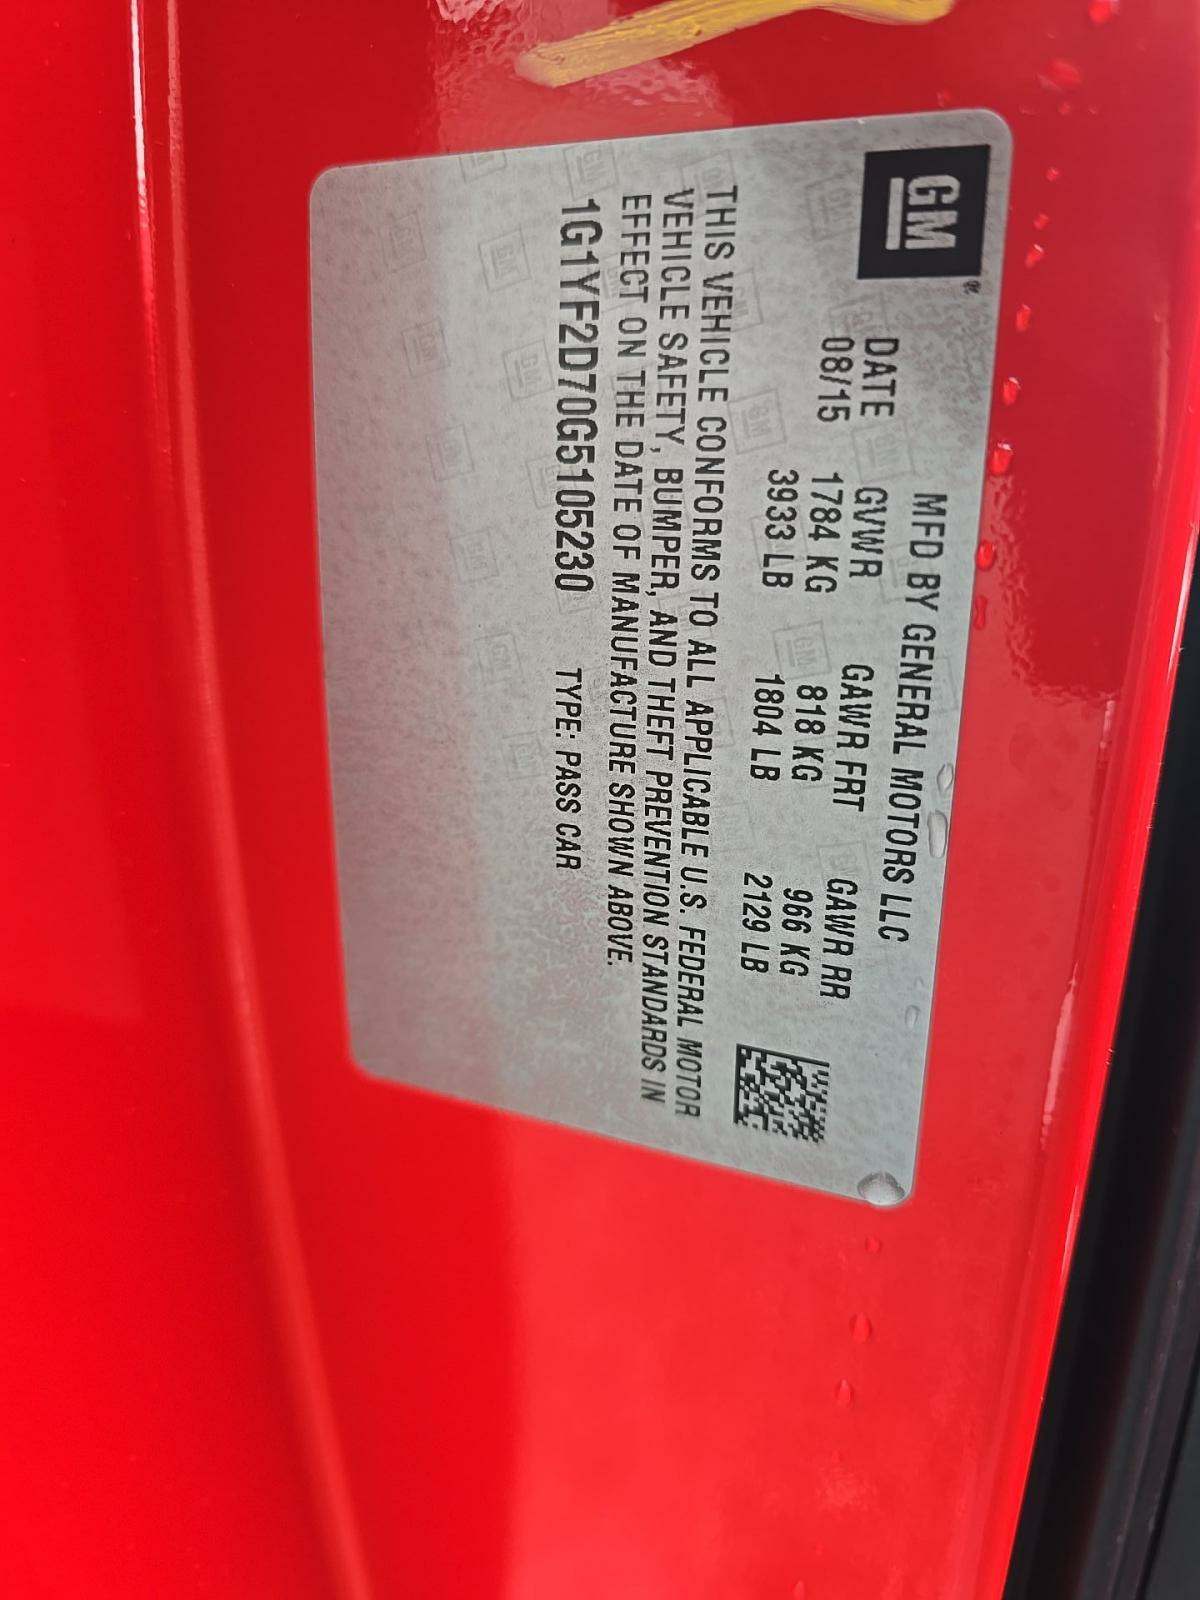 GM®
MFD BY GENERAL MOTORS LLC
DATE GVWR GAWR FRT GAWR RR
08/15 1784 KG 818 KG 966 KG
3933 LB 1804 LB 2129 LB
THIS VEHICLE CONFORMS TO ALL APPLICABLE U.S. FEDERAL MOTOR
VEHICLE SAFETY, BUMPER, AND THEFT PREVENTION STANDARDS IN
EFFECT ON THE DATE OF MANUFACTURE SHOWN ABOVE.
1G1YF2D70G5105230 TYPE: PASS CAR